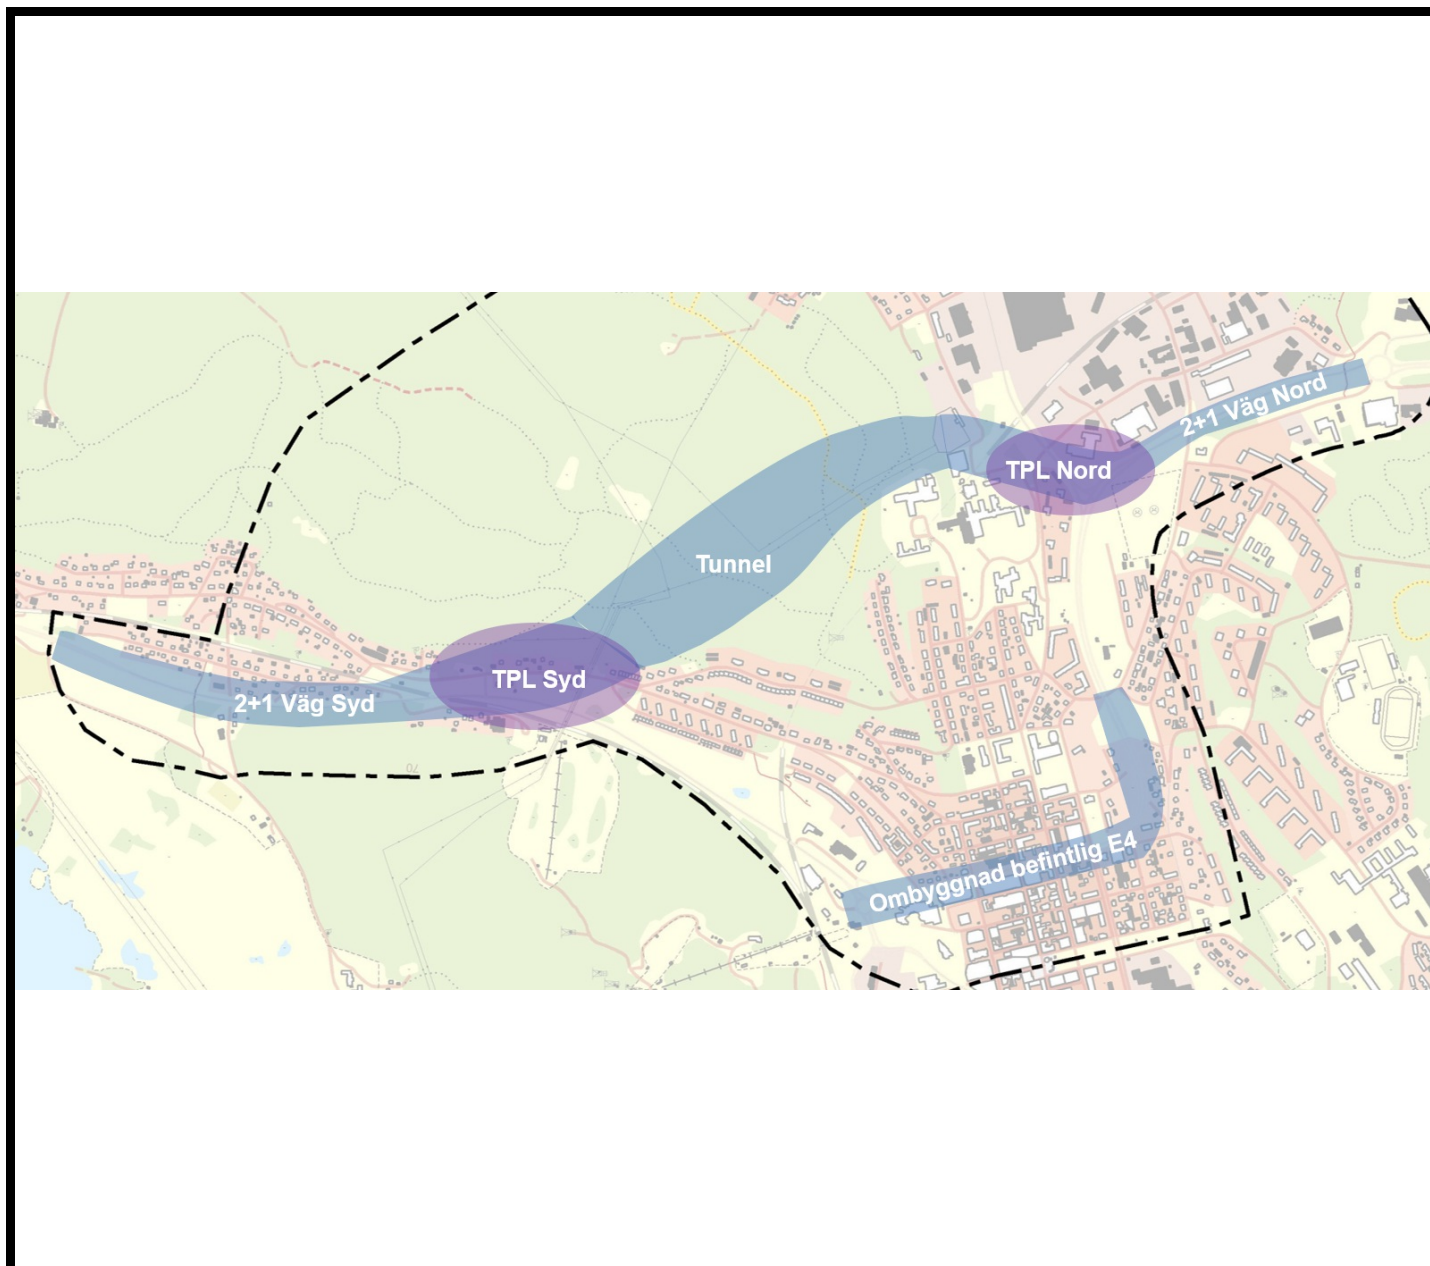 2+1 Väg Nord
TPL Nord
Tunnel
TPL Syd
2+1 Väg Syd
Ombyggnad befintlig E4